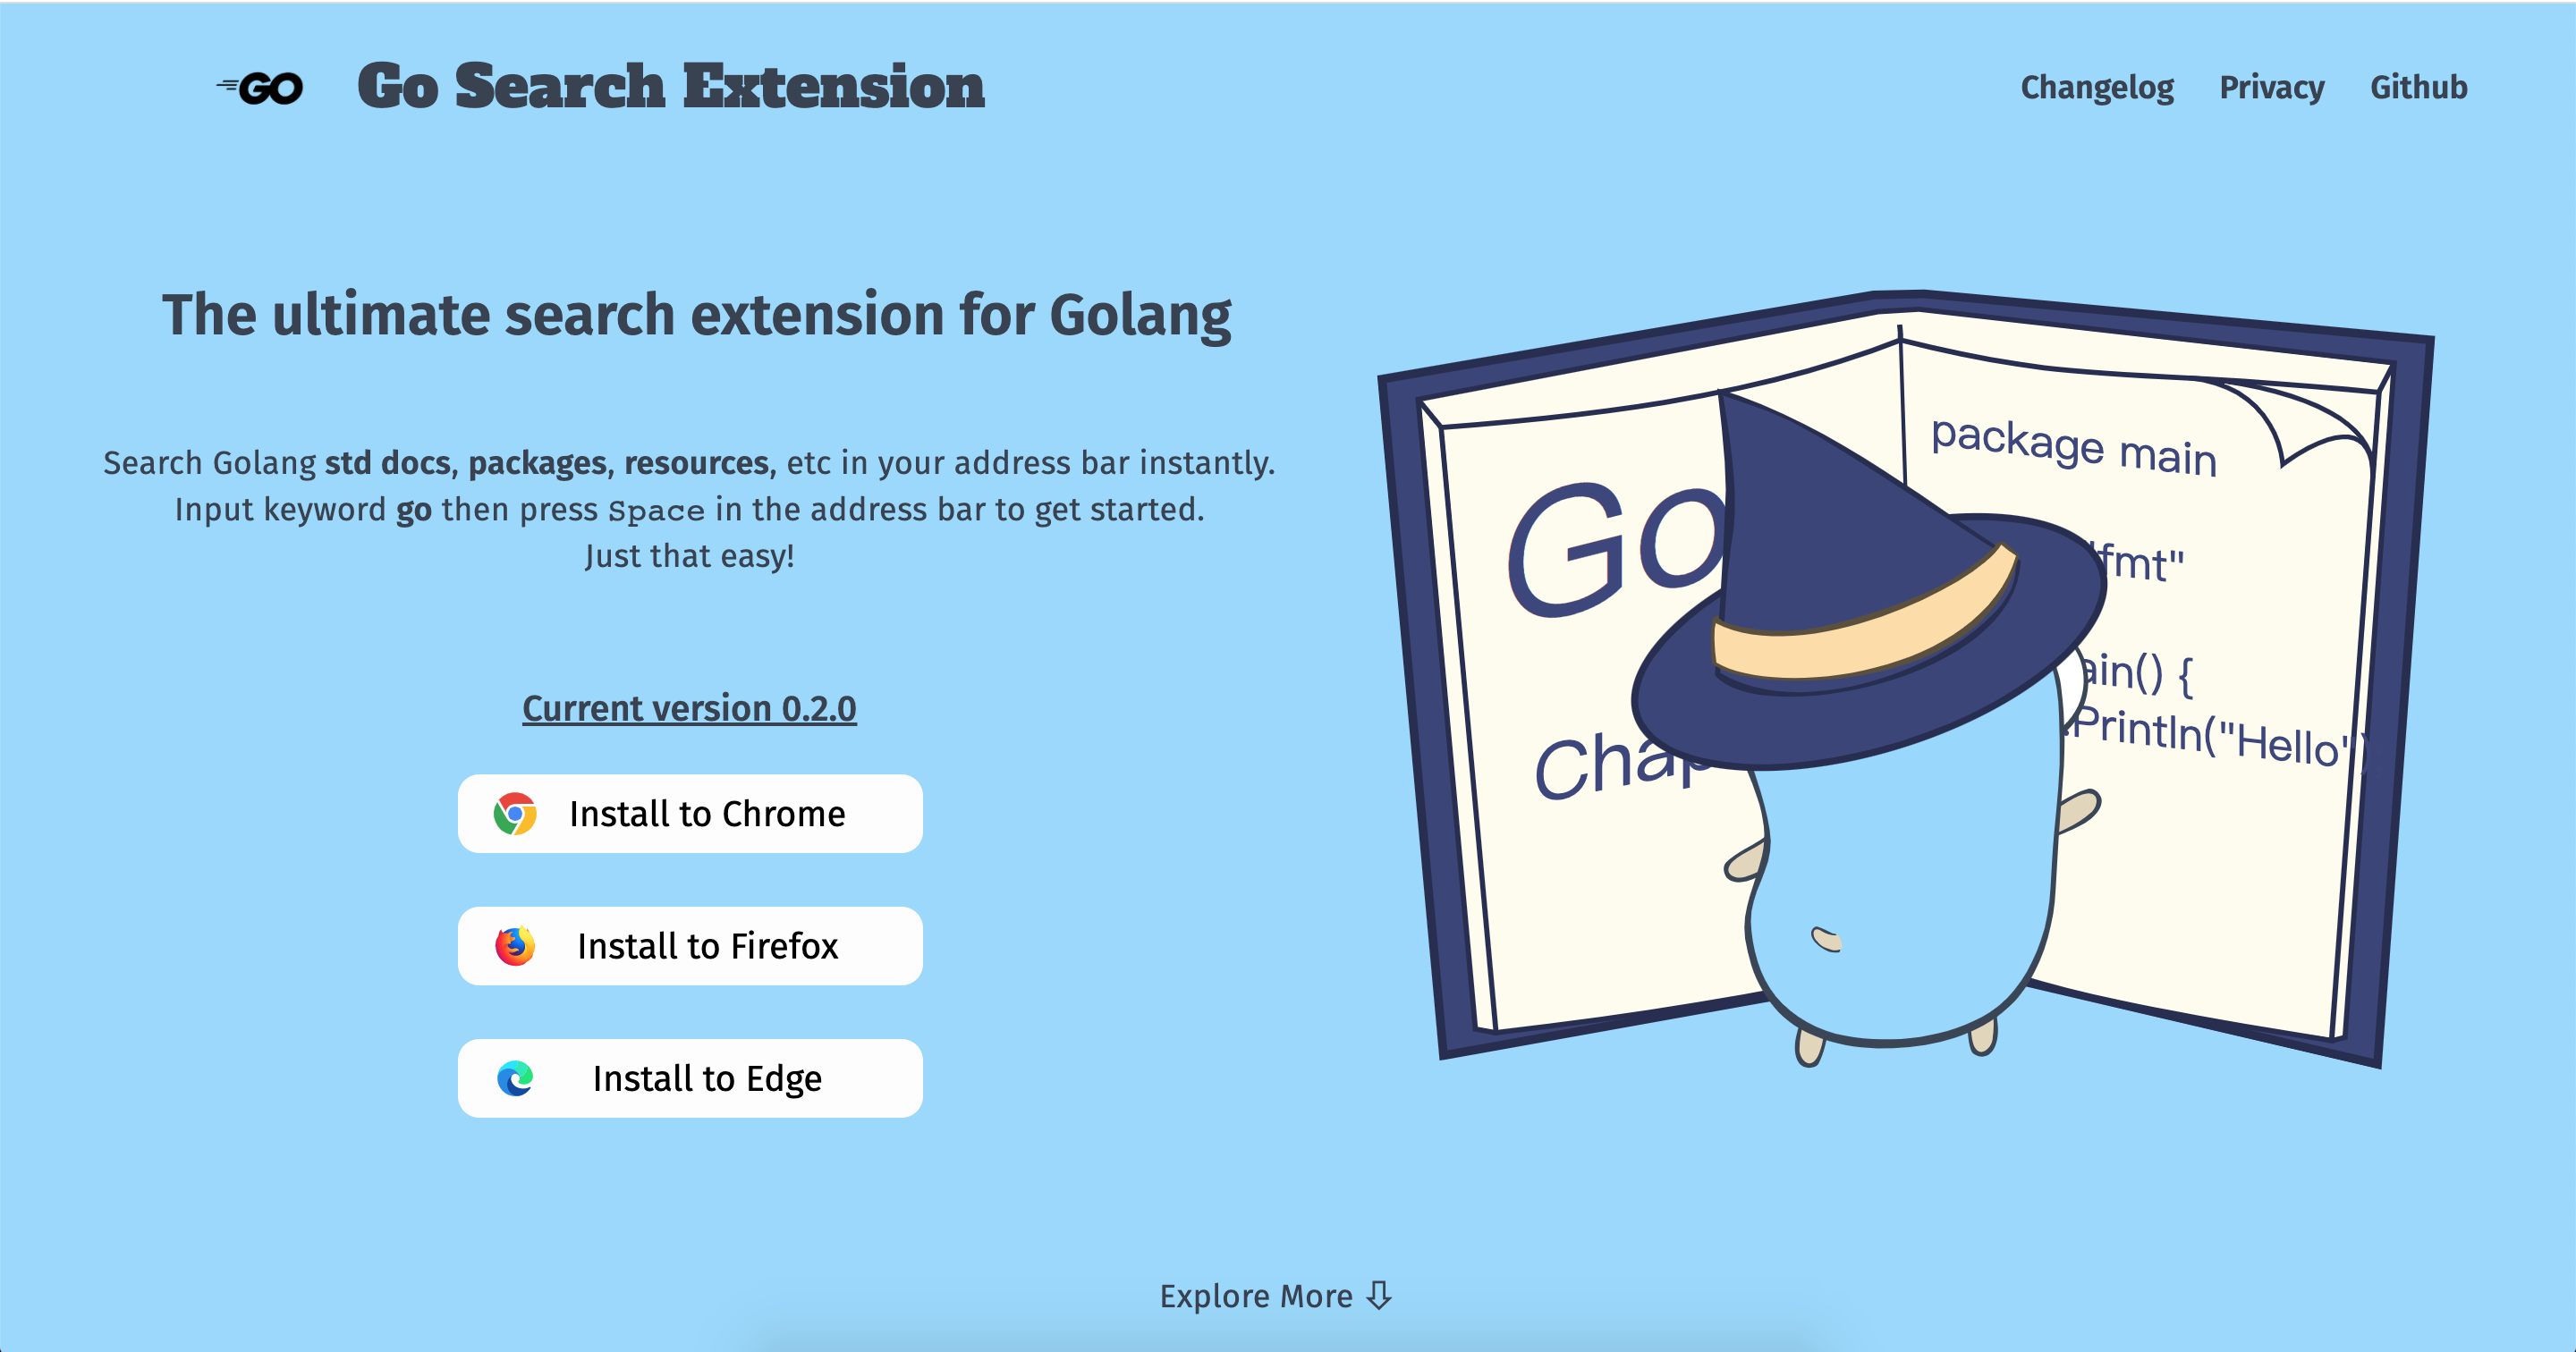 GO
Go Search Extension
Changelog Privacy Github
The ultimate search extension for Golang
Search Golang std docs, packages, resources, etc in your address bar instantly.
Input keyword go then press Space in the address bar to get started.
Just that easy!
Current version 0.2.0
Install to Chrome
Install to Firefox
Install to Edge
Go
Chap
package main
"fmt"
ain() {
.Println("Hello")
Explore More ⇩